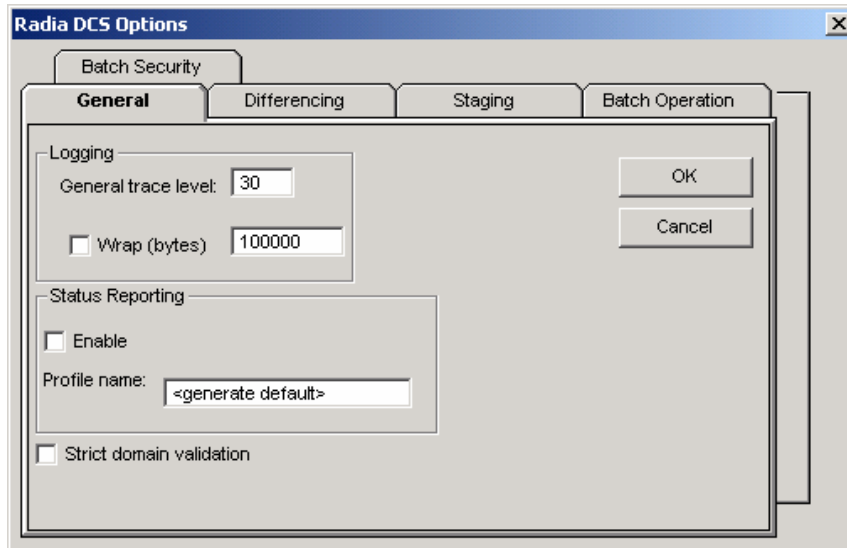 Radia DCS Options
Batch Security
General
Differencing
Staging
Batch Operation
Logging
General trace level: 30
Wrap (bytes) 100000
OK
Cancel
Status Reporting
Enable
Profile name: <generate default>
Strict domain validation